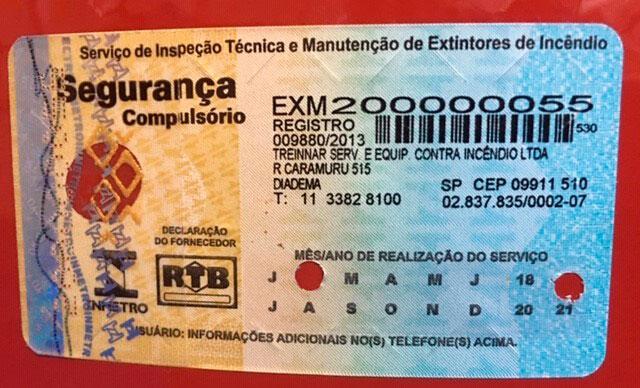 Serviço de Inspeção Técnica e Manutenção de Extintores de Incêndio
Segurança
Compulsório
EXM200000055
REGISTRO
009880/2013
530
TREINNAR SERV. E EQUIP. CONTRA INCÊNDIO LTDA
R CARAMURU 515
DIADEMA SP CEP 09911 510
T: 11 3382 8100 02.837.835/0002-07
DECLARAÇÃO
DO FORNECEDOR
RTB
INMETRO
MÊS/ANO DE REALIZAÇÃO DO SERVIÇO
J M A M J 18
J A S O N D 20 21
USUÁRIO: INFORMAÇÕES ADICIONAIS NO(S) TELEFONE(S) ACIMA.